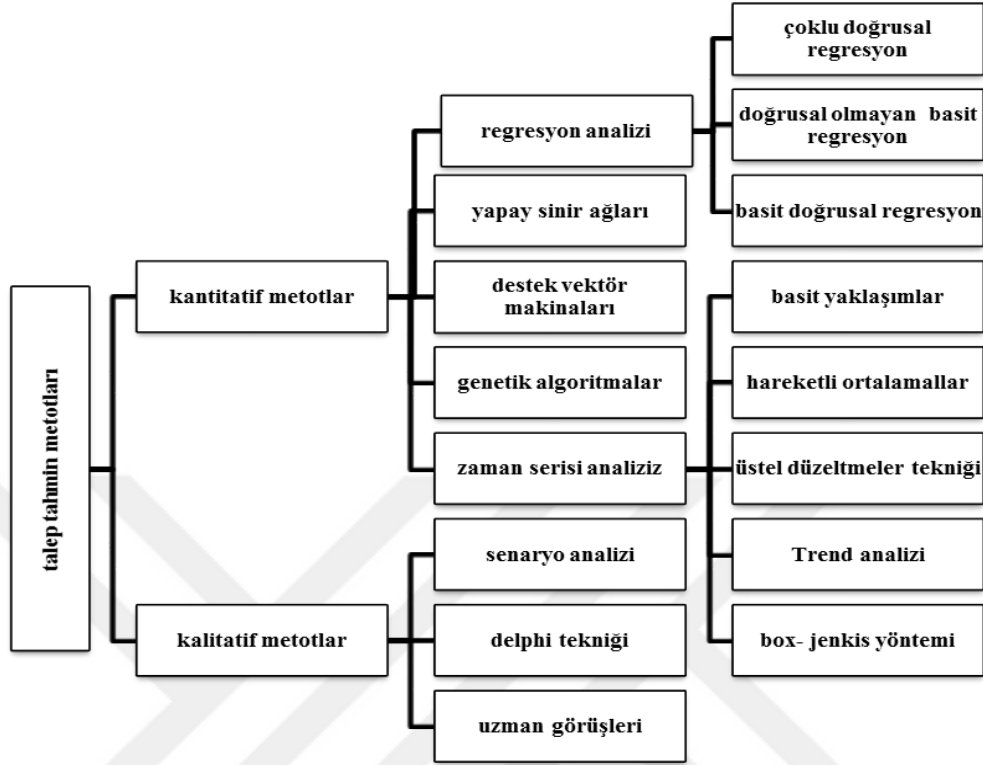 talep tahmin metotları
kantitatif metotlar
regresyon analizi
çoklu doğrusal
regresyon
doğrusal olmayan basit
regresyon
basit doğrusal regresyon
yapay sinir ağları
destek vektör
makinaları
genetik algoritmalar
zaman serisi analiziz
basit yaklaşımlar
hareketli ortalamallar
üstel düzeltmeler tekniği
Trend analizi
box- jenkis yöntemi
kalitatif metotlar
senaryo analizi
delphi tekniği
uzman görüşleri